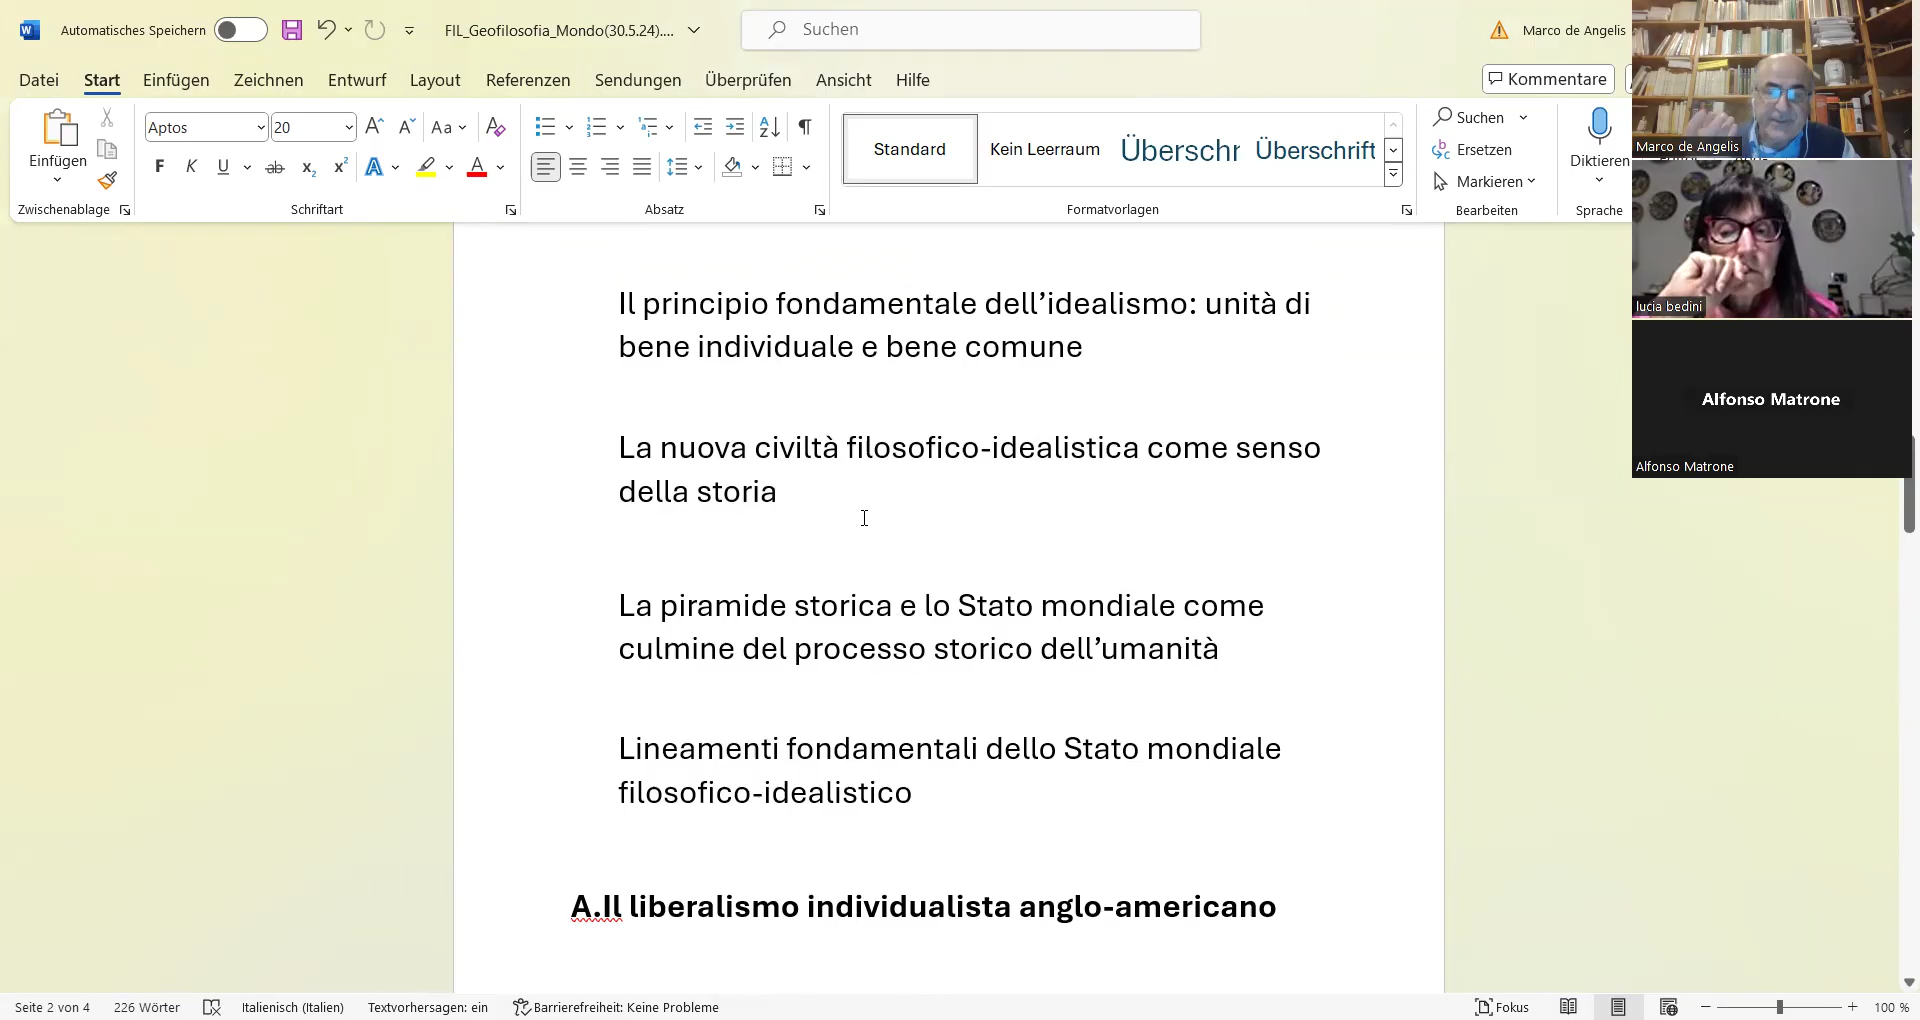 Automatisches Speichern
FIL_Geofilosofia_Mondo(30.5.24)....
Suchen
Marco de Angelis
Datei Start Einfügen Zeichnen Entwurf Layout Referenzen Sendungen Überprüfen Ansicht Hilfe
Kommentare
Einfügen
Zwischenablage
Aptos 20
F K U ab x₂ x² A A
Schriftart
Absatz
Standard Kein Leerraum Überschr Überschrift
Formatvorlagen
Suchen
Ersetzen
Markieren
Bearbeiten
Diktieren
Sprache
Marco de Angelis
lucia bedini
Alfonso Matrone
Alfonso Matrone
Il principio fondamentale dell’idealismo: unità di
bene individuale e bene comune
La nuova civiltà filosofico-idealistica come senso
della storia
La piramide storica e lo Stato mondiale come
culmine del processo storico dell’umanità
Lineamenti fondamentali dello Stato mondiale
filosofico-idealistico
A.Il liberalismo individualista anglo-americano
Seite 2 von 4 226 Wörter Italienisch (Italien) Textvorhersagen: ein Barrierefreiheit: Keine Probleme
Fokus
100 %